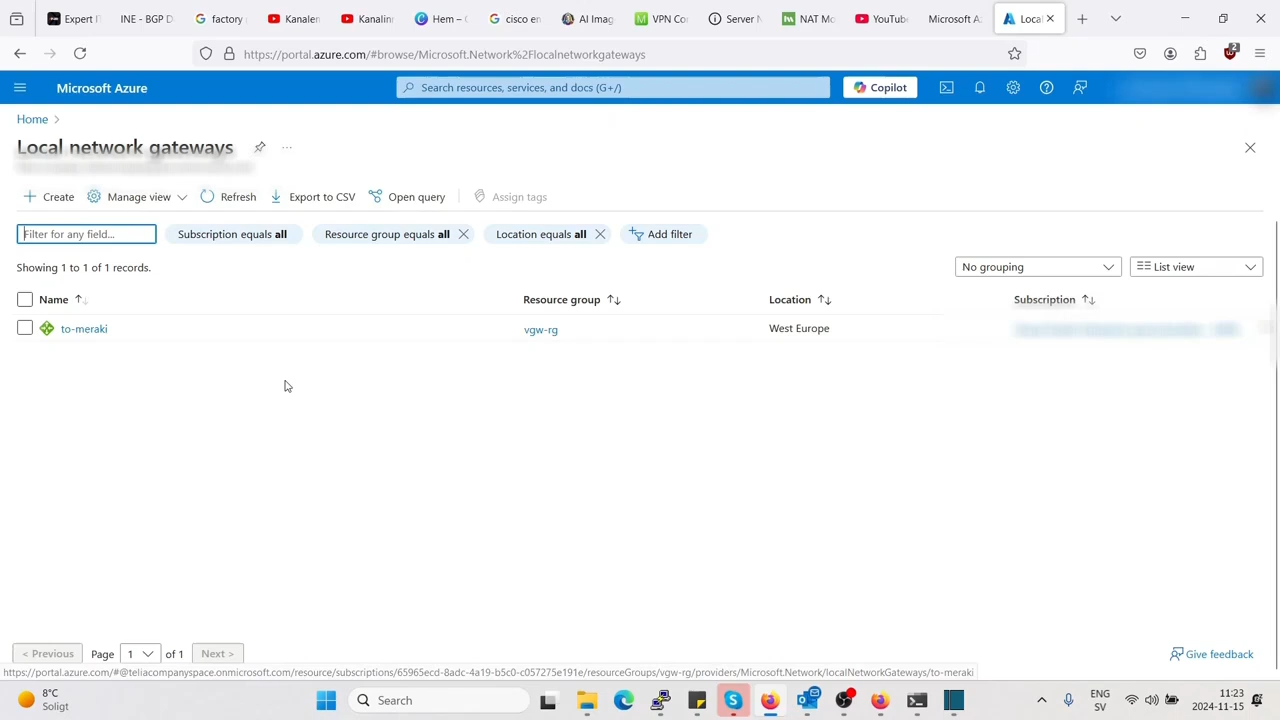 Expert F
INE - BGP D
factory
Kanalen
Kanalin
Hem – (
cisco en
AI Imag
VPN Co
Server N
NAT Mo
YouTube
Microsoft A
Loca
https://portal.azure.com/#browse/Microsoft.Network%2Flocalnetworkgateways
2
Microsoft Azure
Search resources, services, and docs (G+/)
Copilot
Home >
Local network gateways
Create
Manage view
Refresh
Export to CSV
Open query
Assign tags
Filter for any field...
Subscription equals all
Resource group equals all
Location equals all
Add filter
Showing 1 to 1 of 1 records.
No grouping
List view
Name
Resource group
Location
Subscription
to-meraki
vgw-rg
West Europe
< Previous
Page
1
of 1
Next >
Give feedback
https://portal.azure.com/#@teliacompanyspace.onmicrosoft.com/resource/subscriptions/65965ecd-8adc-4a19-b5c0-c057275e191e/resourceGroups/vgw-rg/providers/Microsoft.Network/localNetworkGateways/to-meraki
8°C
Soligt
Search
ENG
SV
11:23
2024-11-15